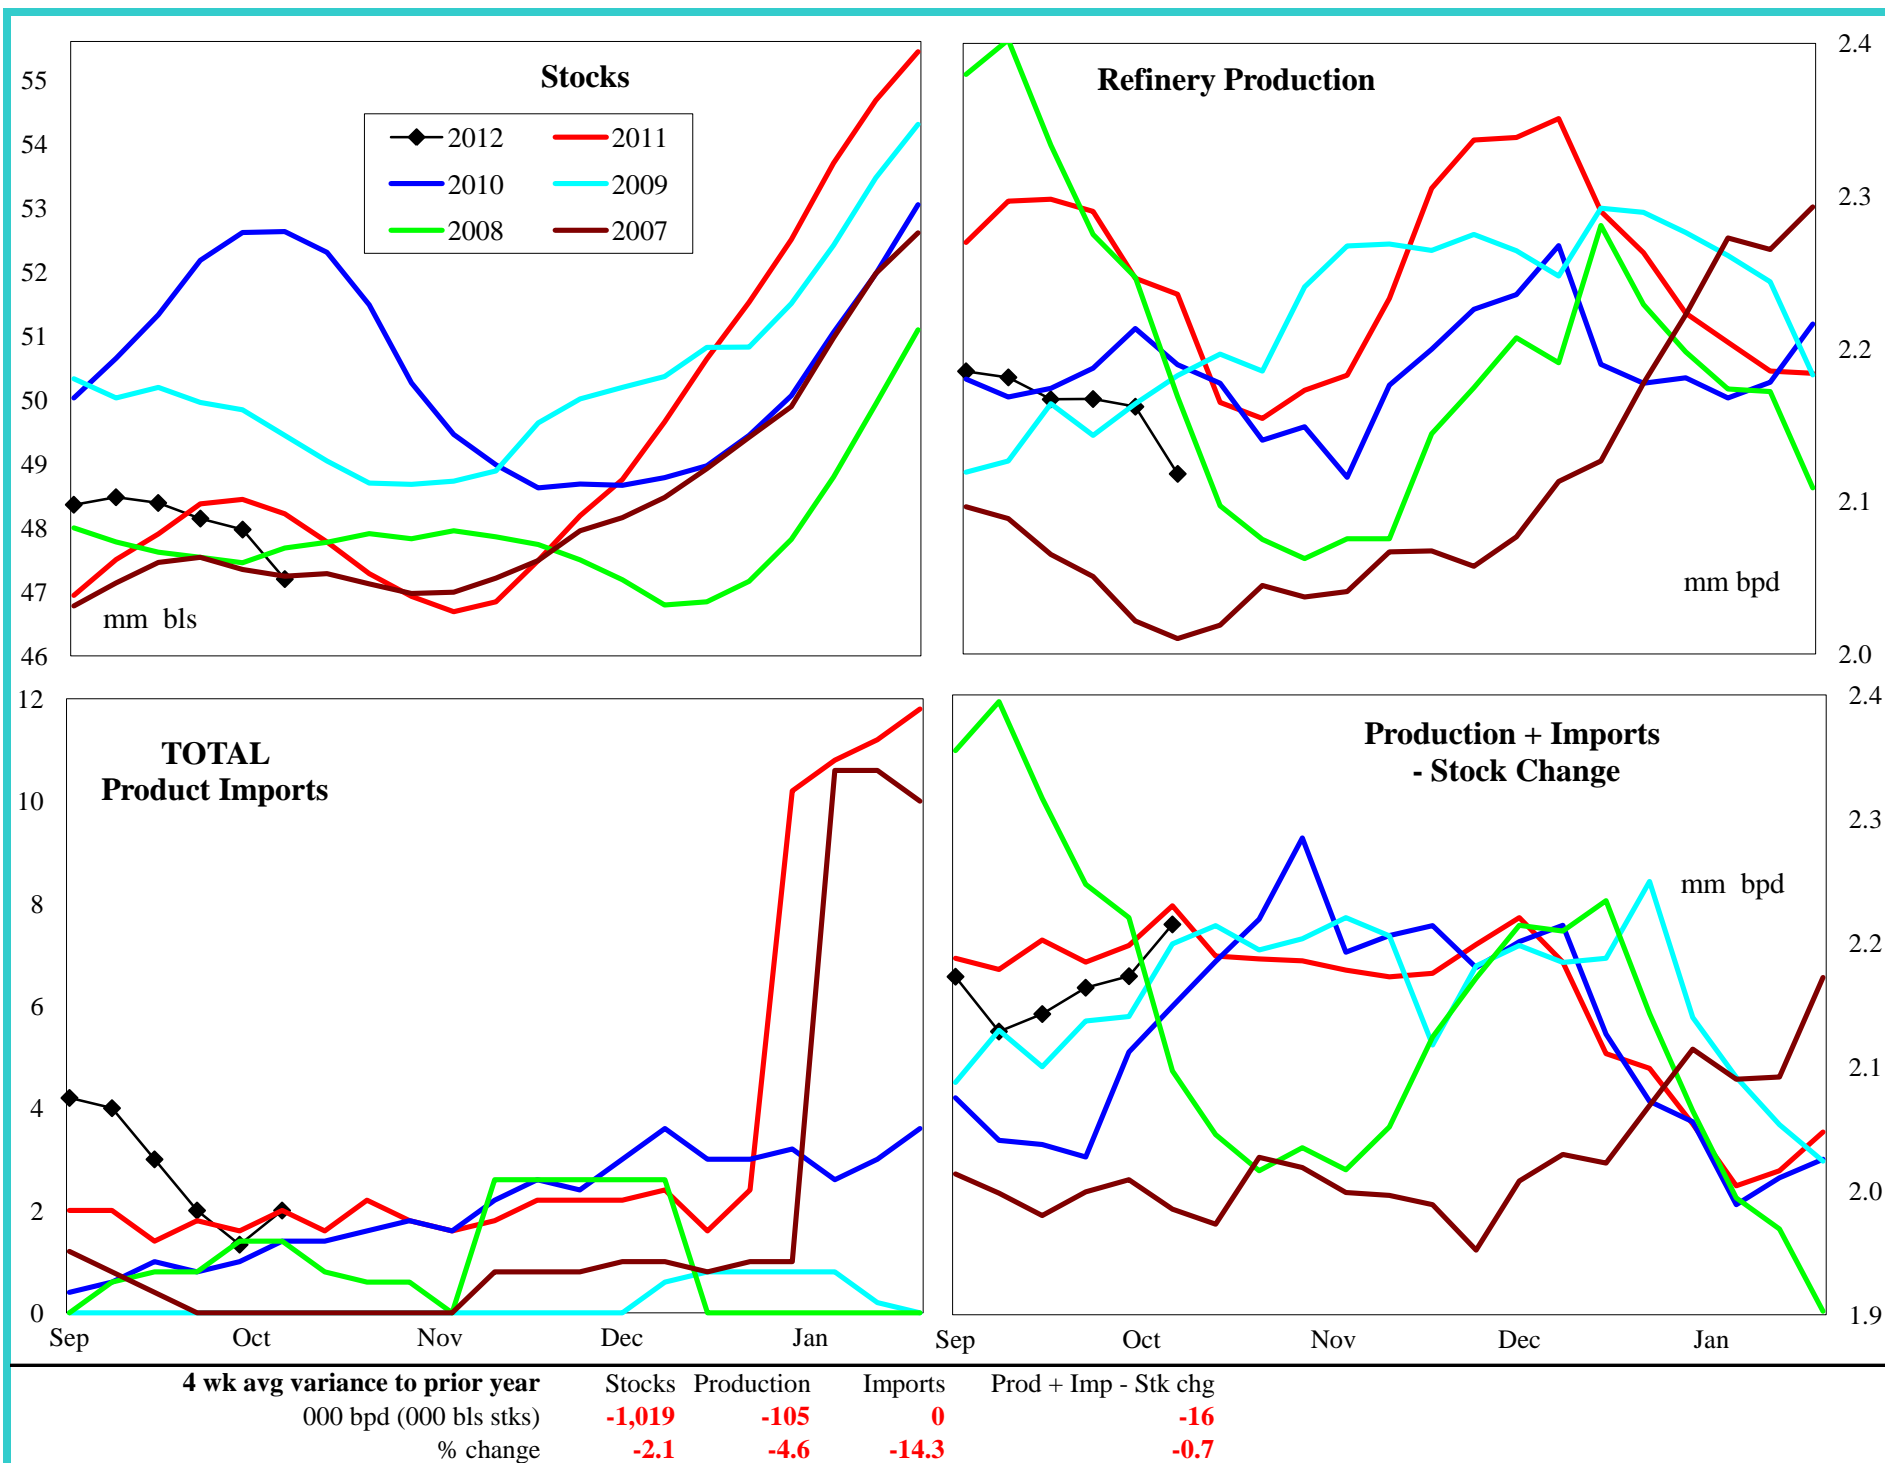 Stocks
55
54
53
52
51
50
49
48
47
46
2012 2011
2010 2009
2008 2007
mm bls
Refinery Production
2.4
2.3
2.2
2.1
2.0
mm bpd
TOTAL
Product Imports
12
10
8
6
4
2
0
Sep Oct Nov Dec Jan
Production + Imports
- Stock Change
mm bpd
2.4
2.3
2.2
2.1
2.0
1.9
Sep Oct Nov Dec Jan
4 wk avg variance to prior year Stocks Production Imports Prod + Imp - Stk chg
000 bpd (000 bls stks) -1,019 -105 0 -16
% change -2.1 -4.6 -14.3 -0.7